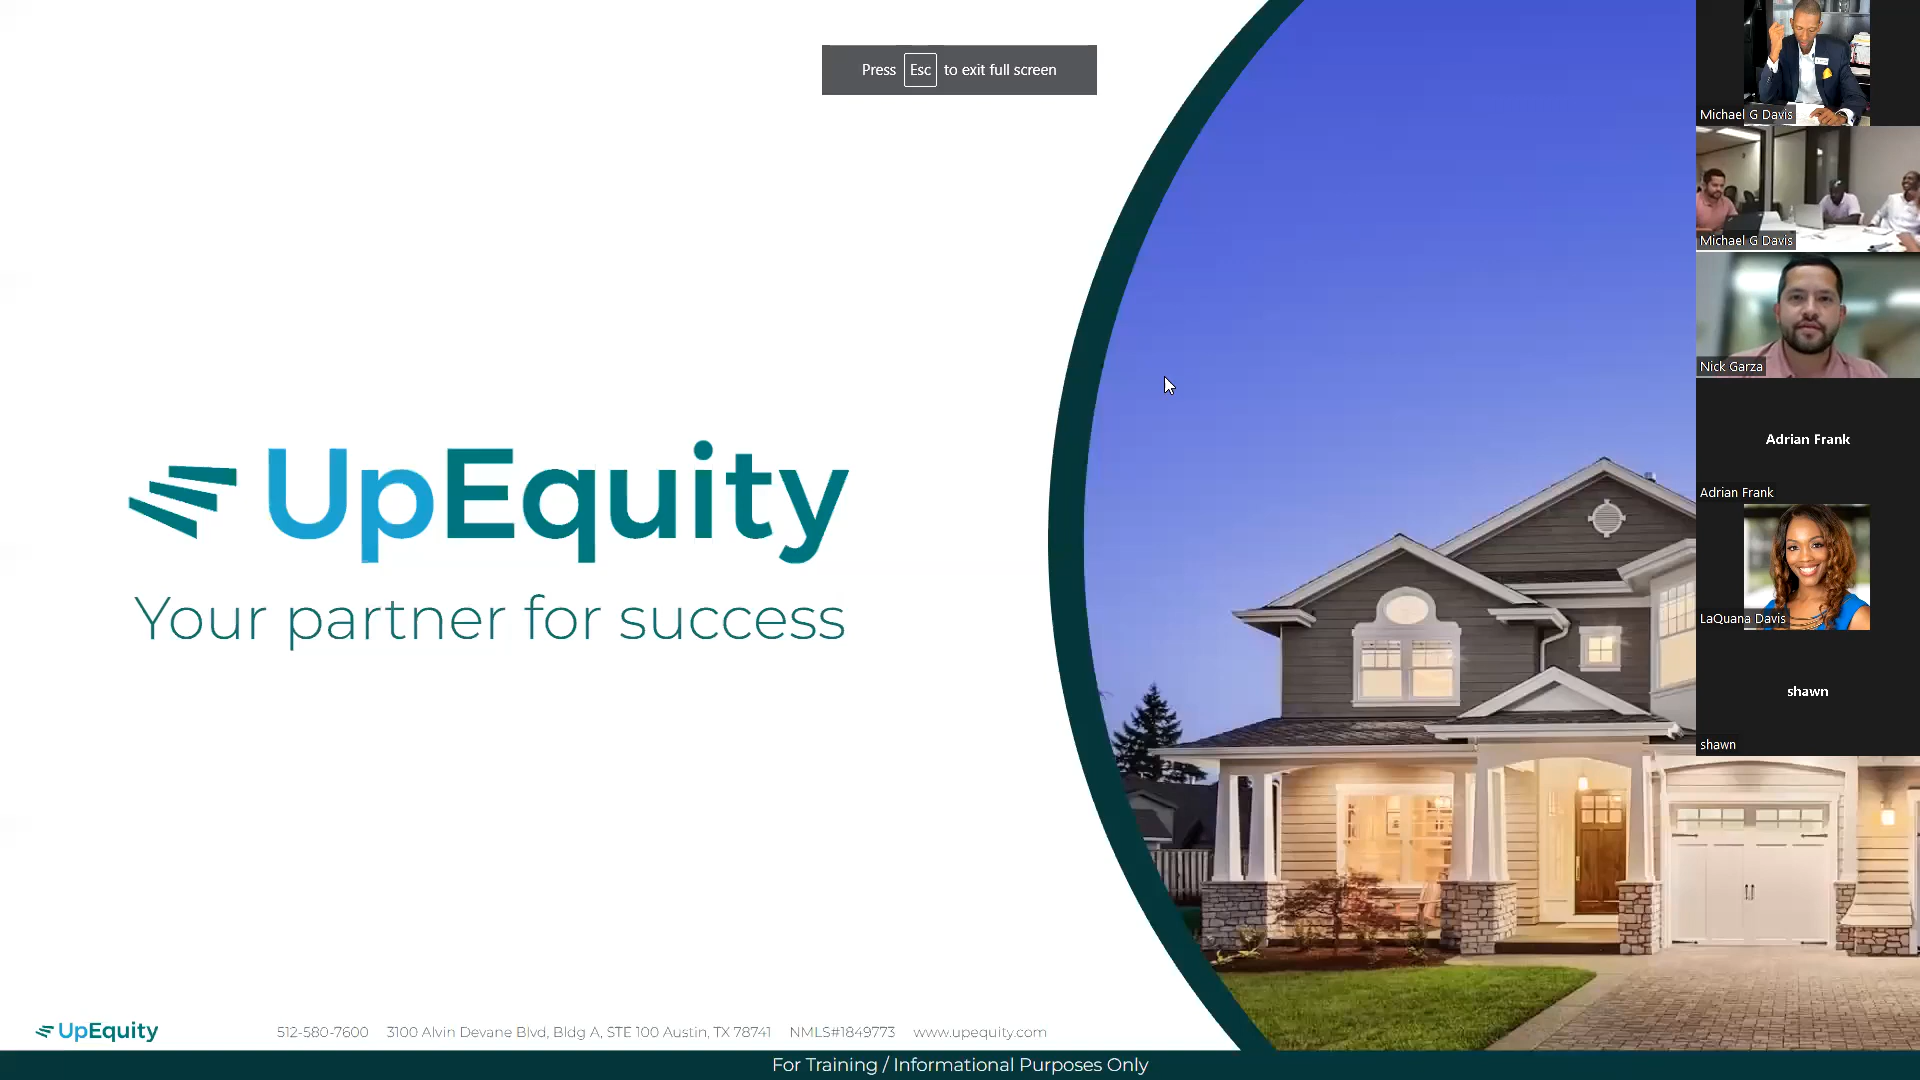 Press Esc to exit full screen
UpEquity
Your partner for success
Michael G Davis
Michael G Davis
Nick Garza
Adrian Frank
Adrian Frank
LaQuana Davis
shawn
shawn
UpEquity 512-580-7600 3100 Alvin Devane Blvd, Bldg A, STE 100 Austin, TX 78741 NMLS#1849773 www.upequity.com
For Training / Informational Purposes Only